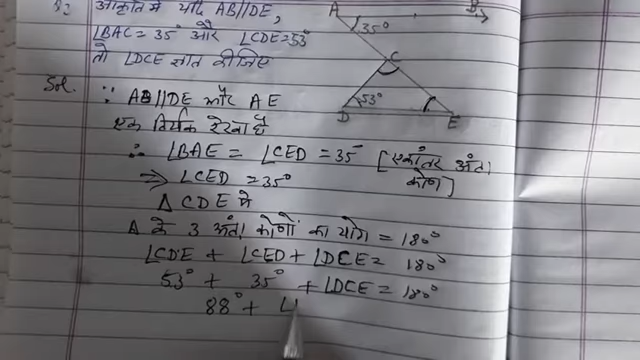 आकृति में यदि AB//DE,
∠BAC = 35° और ∠CDE = 53°
तो ∠DCE ज्ञात कीजिए
A B
35°
C
53°
D E
Sol. ∵ AB//DE और AE
एक तिर्यक रेखा है
∴ ∠BAE = ∠CED = 35° [एकांतर अंतः कोण]
⇒ ∠CED = 35°
Δ CDE में
Δ के 3 अंतः कोणों का योग = 180°
∠CDE + ∠CED + ∠DCE = 180°
53° + 35° + ∠DCE = 180°
88° + ∠